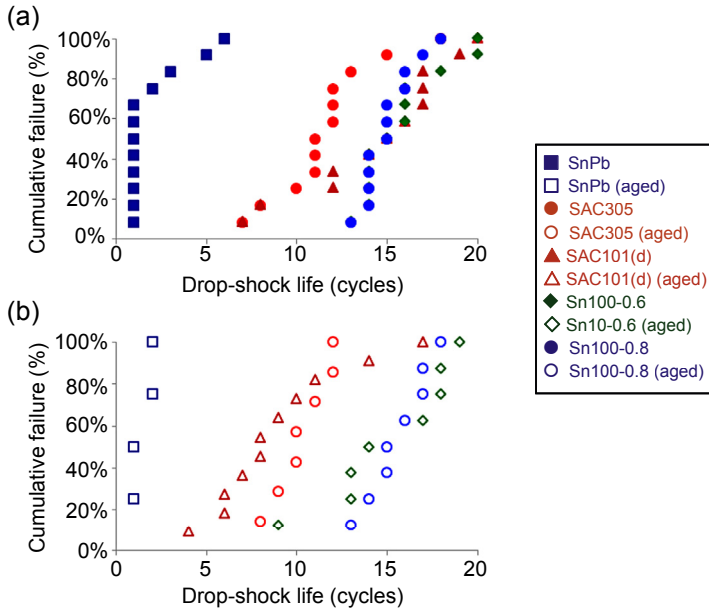 (a)
Cumulative failure (%)
100%
80%
60%
40%
20%
0%
0
5
10
15
20
Drop-shock life (cycles)
(b)
Cumulative failure (%)
100%
80%
60%
40%
20%
0%
0
5
10
15
20
Drop-shock life (cycles)
SnPb
SnPb (aged)
SAC305
SAC305 (aged)
SAC101(d)
SAC101(d) (aged)
Sn100-0.6
Sn10-0.6 (aged)
Sn100-0.8
Sn100-0.8 (aged)